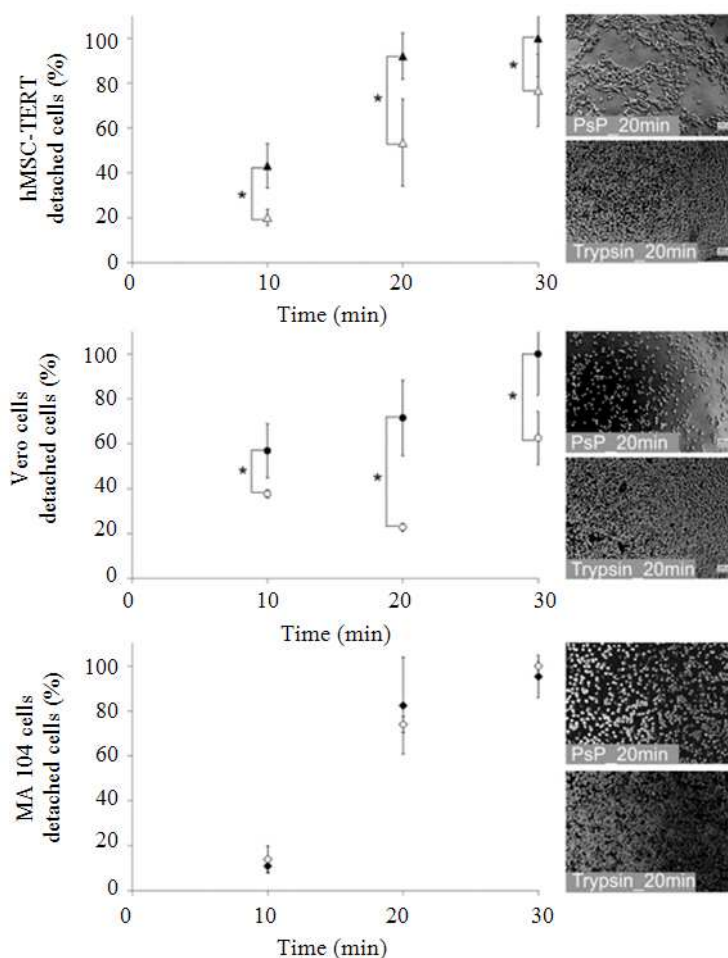 hMSC-TERT
detached cells (%)
100
80
60
40
20
0
*
*
*
0 10 20 30
Time (min)
PsP_20min
Trypsin_20min
Vero cells
detached cells (%)
100
80
60
40
20
0
*
*
*
0 10 20 30
Time (min)
PsP_20min
Trypsin_20min
MA 104 cells
detached cells (%)
100
80
60
40
20
0
0 10 20 30
Time (min)
PsP_20min
Trypsin_20min